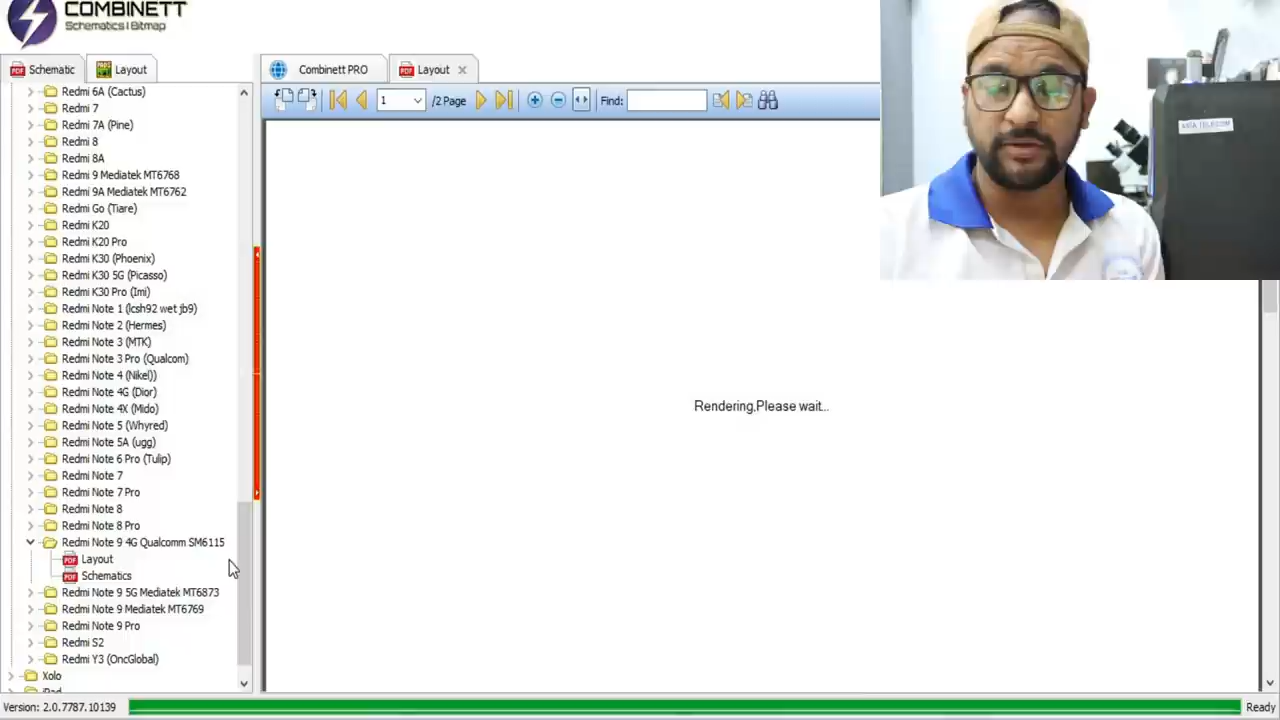 COMBINETT
Schematics | Bitmap
Schematic
Layout
Combinett PRO
Layout
1
/2 Page
Find:
Redmi 6A (Cactus)
Redmi 7
Redmi 7A (Pine)
Redmi 8
Redmi 8A
Redmi 9 Mediatek MT6768
Redmi 9A Mediatek MT6762
Redmi Go (Tiare)
Redmi K20
Redmi K20 Pro
Redmi K30 (Phoenix)
Redmi K30 5G (Picasso)
Redmi K30 Pro (Imi)
Redmi Note 1 (lcsh92 wet jb9)
Redmi Note 2 (Hermes)
Redmi Note 3 (MTK)
Redmi Note 3 Pro (Qualcom)
Redmi Note 4 (Nikel))
Redmi Note 4G (Dior)
Redmi Note 4X (Mido)
Redmi Note 5 (Whyred)
Redmi Note 5A (ugg)
Redmi Note 6 Pro (Tulip)
Redmi Note 7
Redmi Note 7 Pro
Redmi Note 8
Redmi Note 8 Pro
Redmi Note 9 4G Qualcomm SM6115
PDF Layout
PDF Schematics
Redmi Note 9 5G Mediatek MT6873
Redmi Note 9 Mediatek MT6769
Redmi Note 9 Pro
Redmi S2
Redmi Y3 (OncGlobal)
Xolo
Rendering,Please wait...
Version: 2.0.7787.10139
Ready